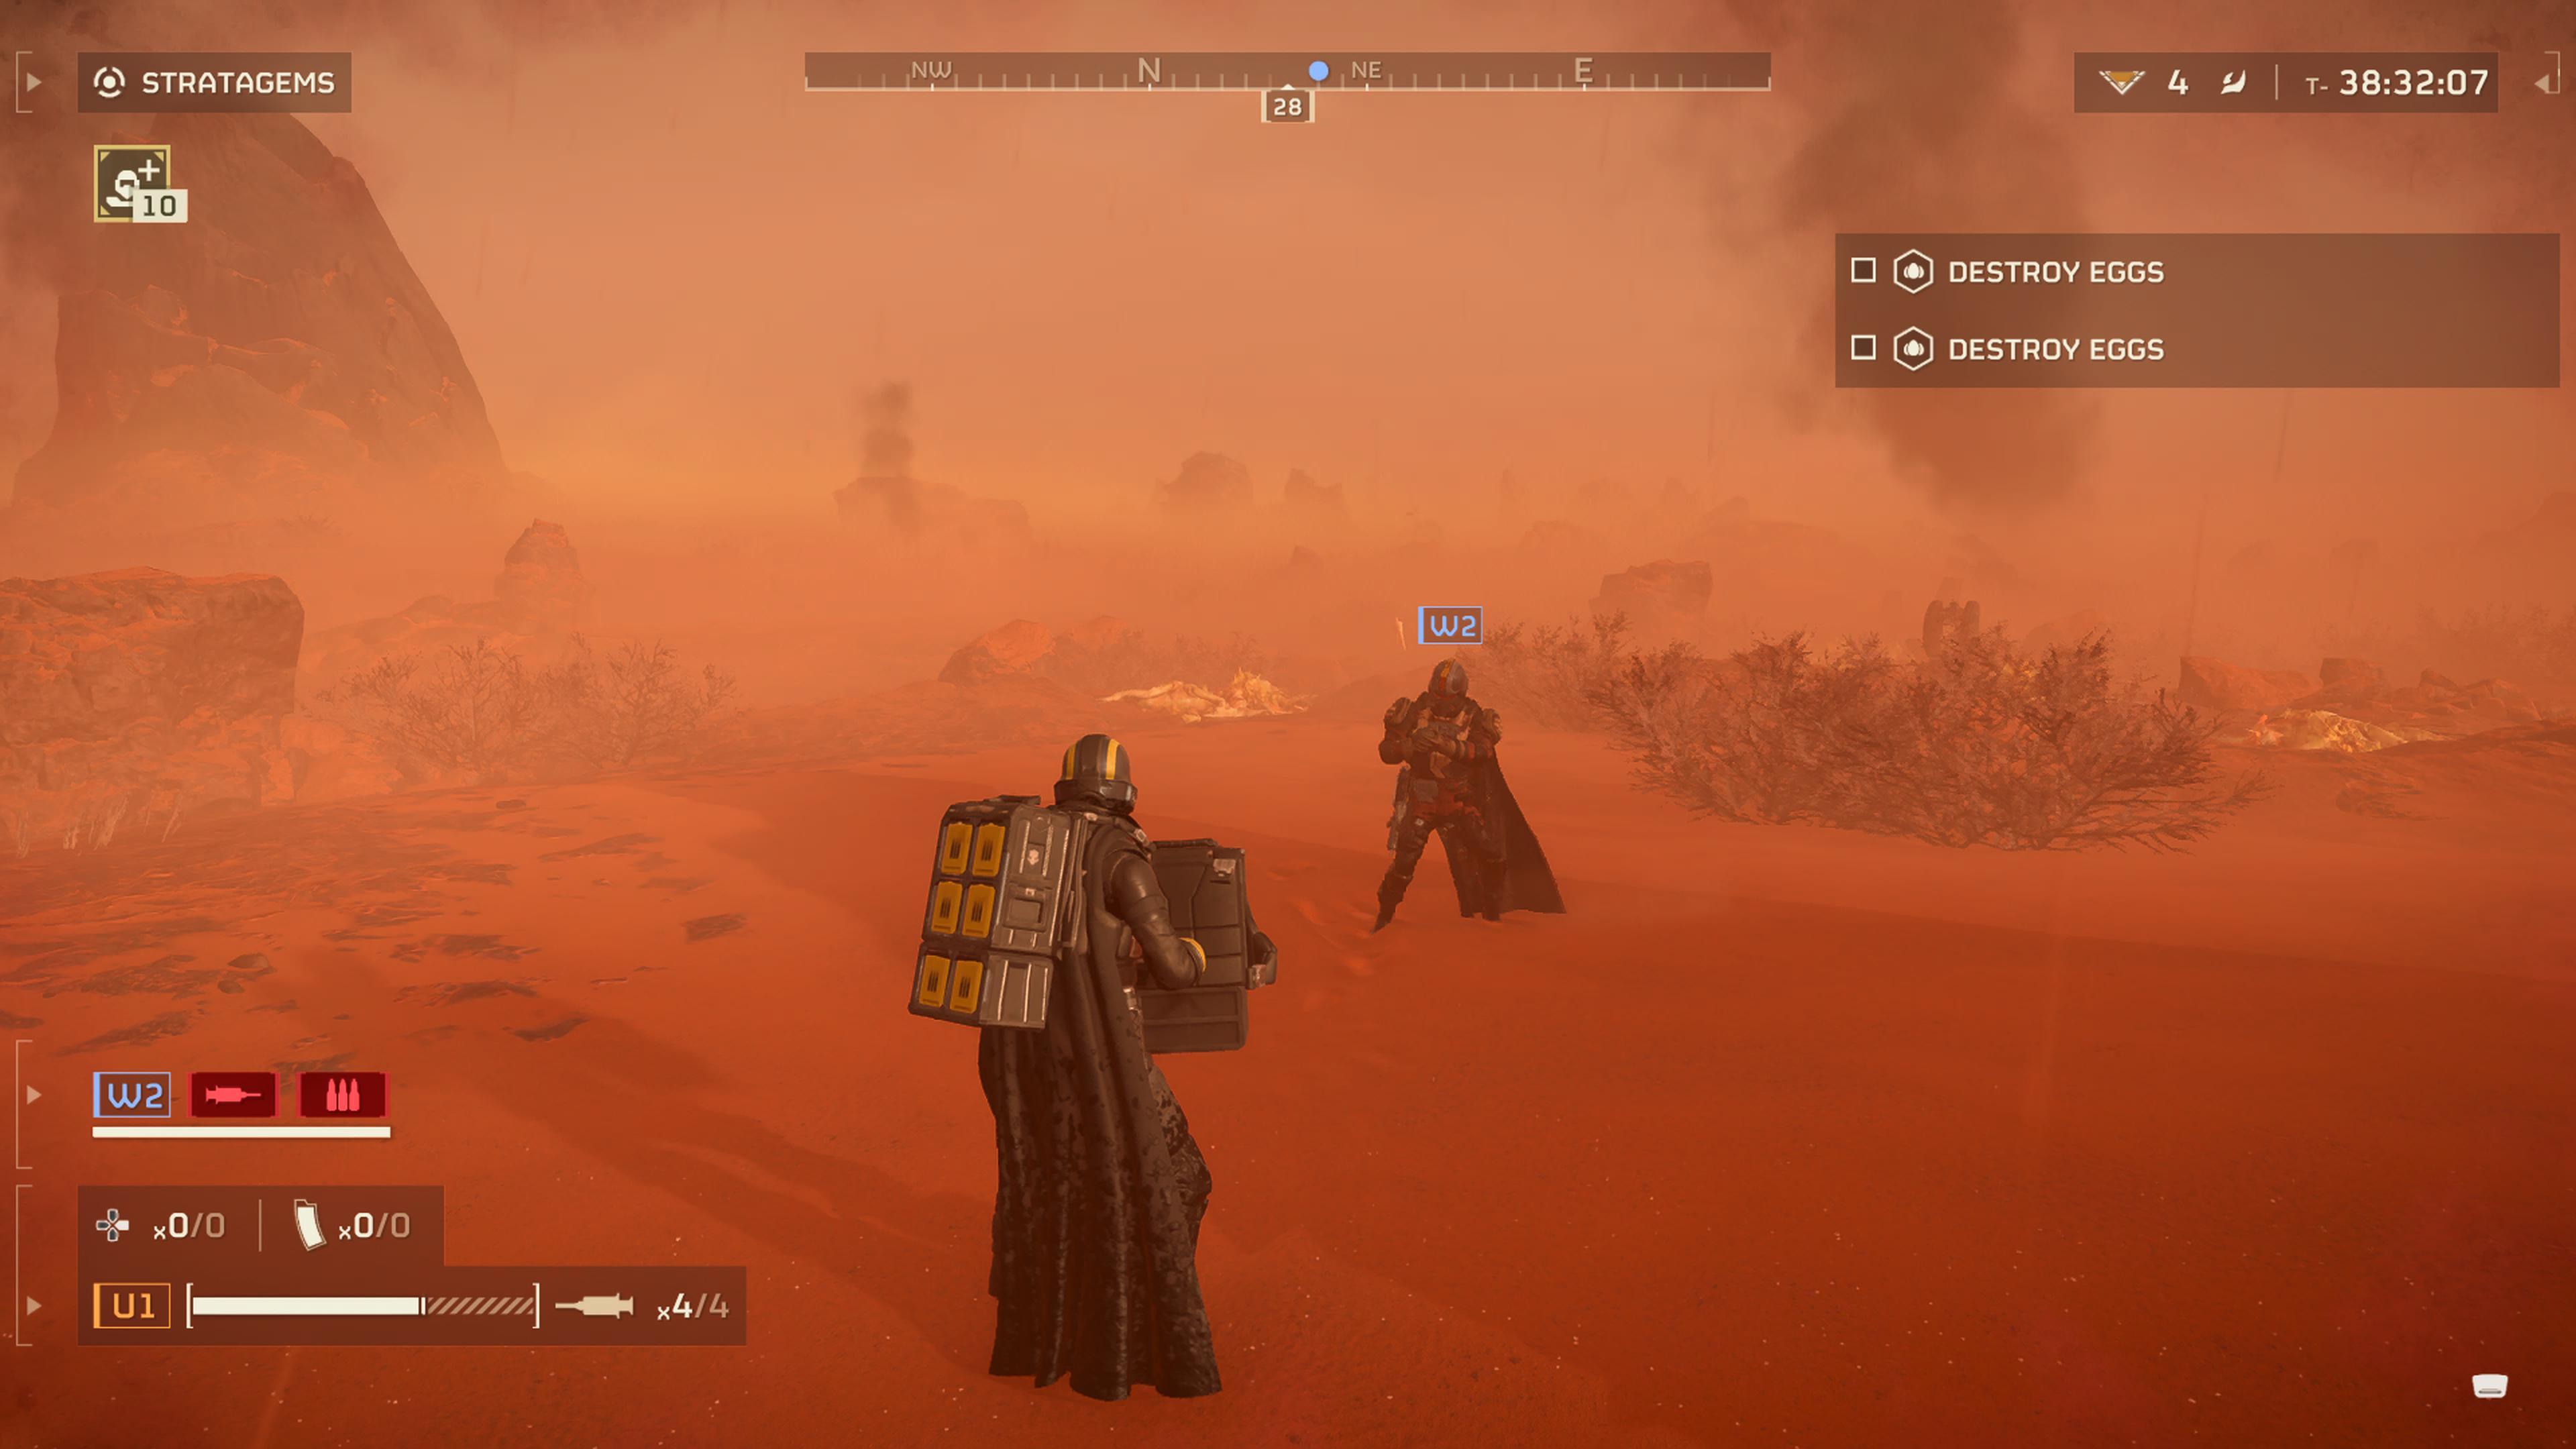 STRATAGEMS
NW N NE E
28
4 T- 38:32:07
10
DESTROY EGGS
DESTROY EGGS
W2
W2
x0/0 x0/0
U1 x4/4